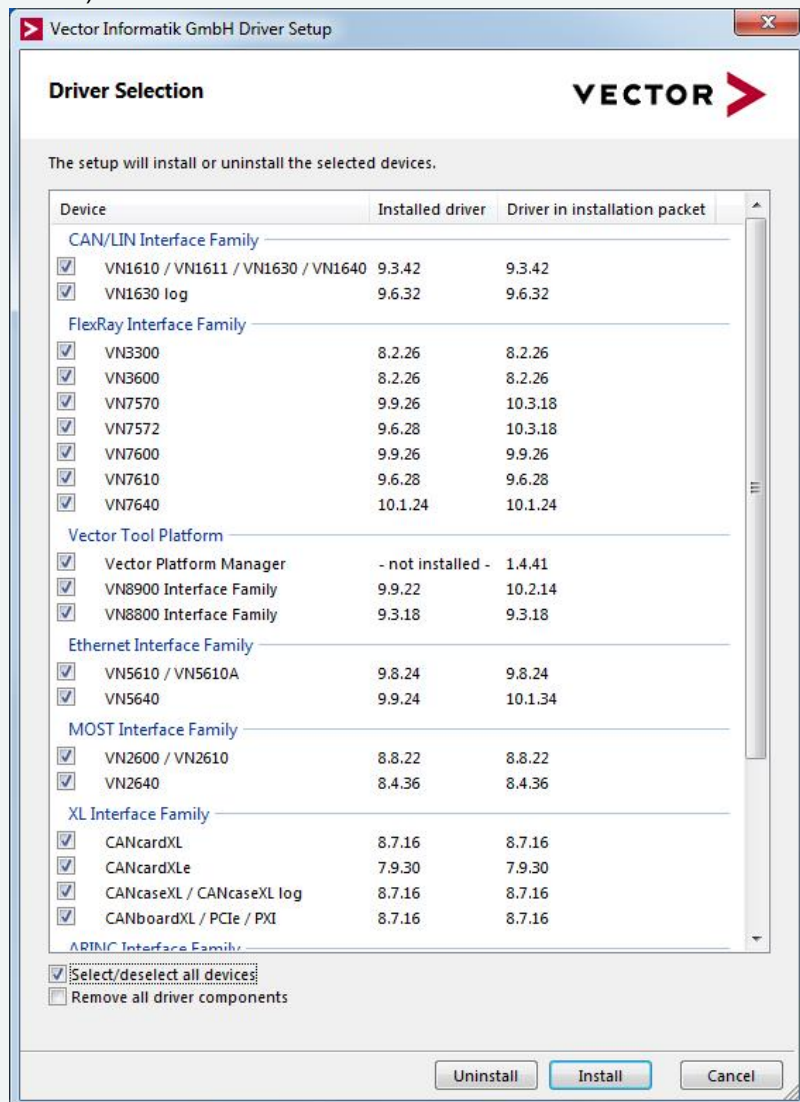 Vector Informatik GmbH Driver Setup
Driver Selection
VECTOR
The setup will install or uninstall the selected devices.
Device Installed driver Driver in installation packet
CAN/LIN Interface Family
VN1610 / VN1611 / VN1630 / VN1640 9.3.42 9.3.42
VN1630 log 9.6.32 9.6.32
FlexRay Interface Family
VN3300 8.2.26 8.2.26
VN3600 8.2.26 8.2.26
VN7570 9.9.26 10.3.18
VN7572 9.6.28 10.3.18
VN7600 9.9.26 9.9.26
VN7610 9.6.28 9.6.28
VN7640 10.1.24 10.1.24
Vector Tool Platform
Vector Platform Manager - not installed - 1.4.41
VN8900 Interface Family 9.9.22 10.2.14
VN8800 Interface Family 9.3.18 9.3.18
Ethernet Interface Family
VN5610 / VN5610A 9.8.24 9.8.24
VN5640 9.9.24 10.1.34
MOST Interface Family
VN2600 / VN2610 8.8.22 8.8.22
VN2640 8.4.36 8.4.36
XL Interface Family
CANcardXL 8.7.16 8.7.16
CANcardXLe 7.9.30 7.9.30
CANcaseXL / CANcaseXL log 8.7.16 8.7.16
CANboardXL / PCIe / PXI 8.7.16 8.7.16
ARINC Interface Family
Select/deselect all devices
Remove all driver components
Uninstall Install Cancel